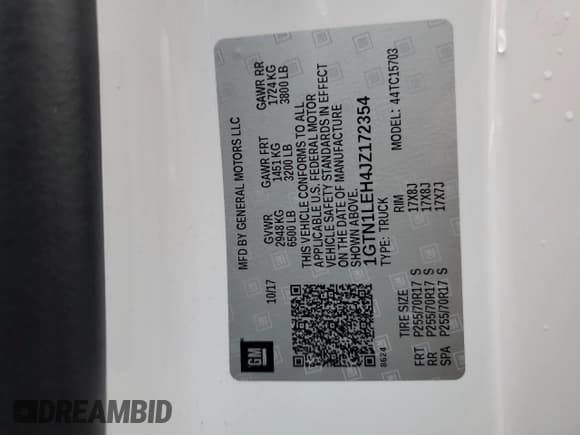 GM
10/17
MFD BY GENERAL MOTORS LLC
GVWR GAWR FRT GAWR RR
2948 KG 1451 KG 1724 KG
6500 LB 3200 LB 3800 LB
THIS VEHICLE CONFORMS TO ALL
APPLICABLE U.S. FEDERAL MOTOR
VEHICLE SAFETY STANDARDS IN EFFECT
ON THE DATE OF MANUFACTURE
SHOWN ABOVE.
1GTN1LEH4JZ172354
TYPE: TRUCK MODEL: 44TC15703
8624
TIRE SIZE RIM
FRT P255/70R17 S 17X8J
RR P255/70R17 S 17X8J
SPA P255/70R17 S 17X7J
DREAMBID